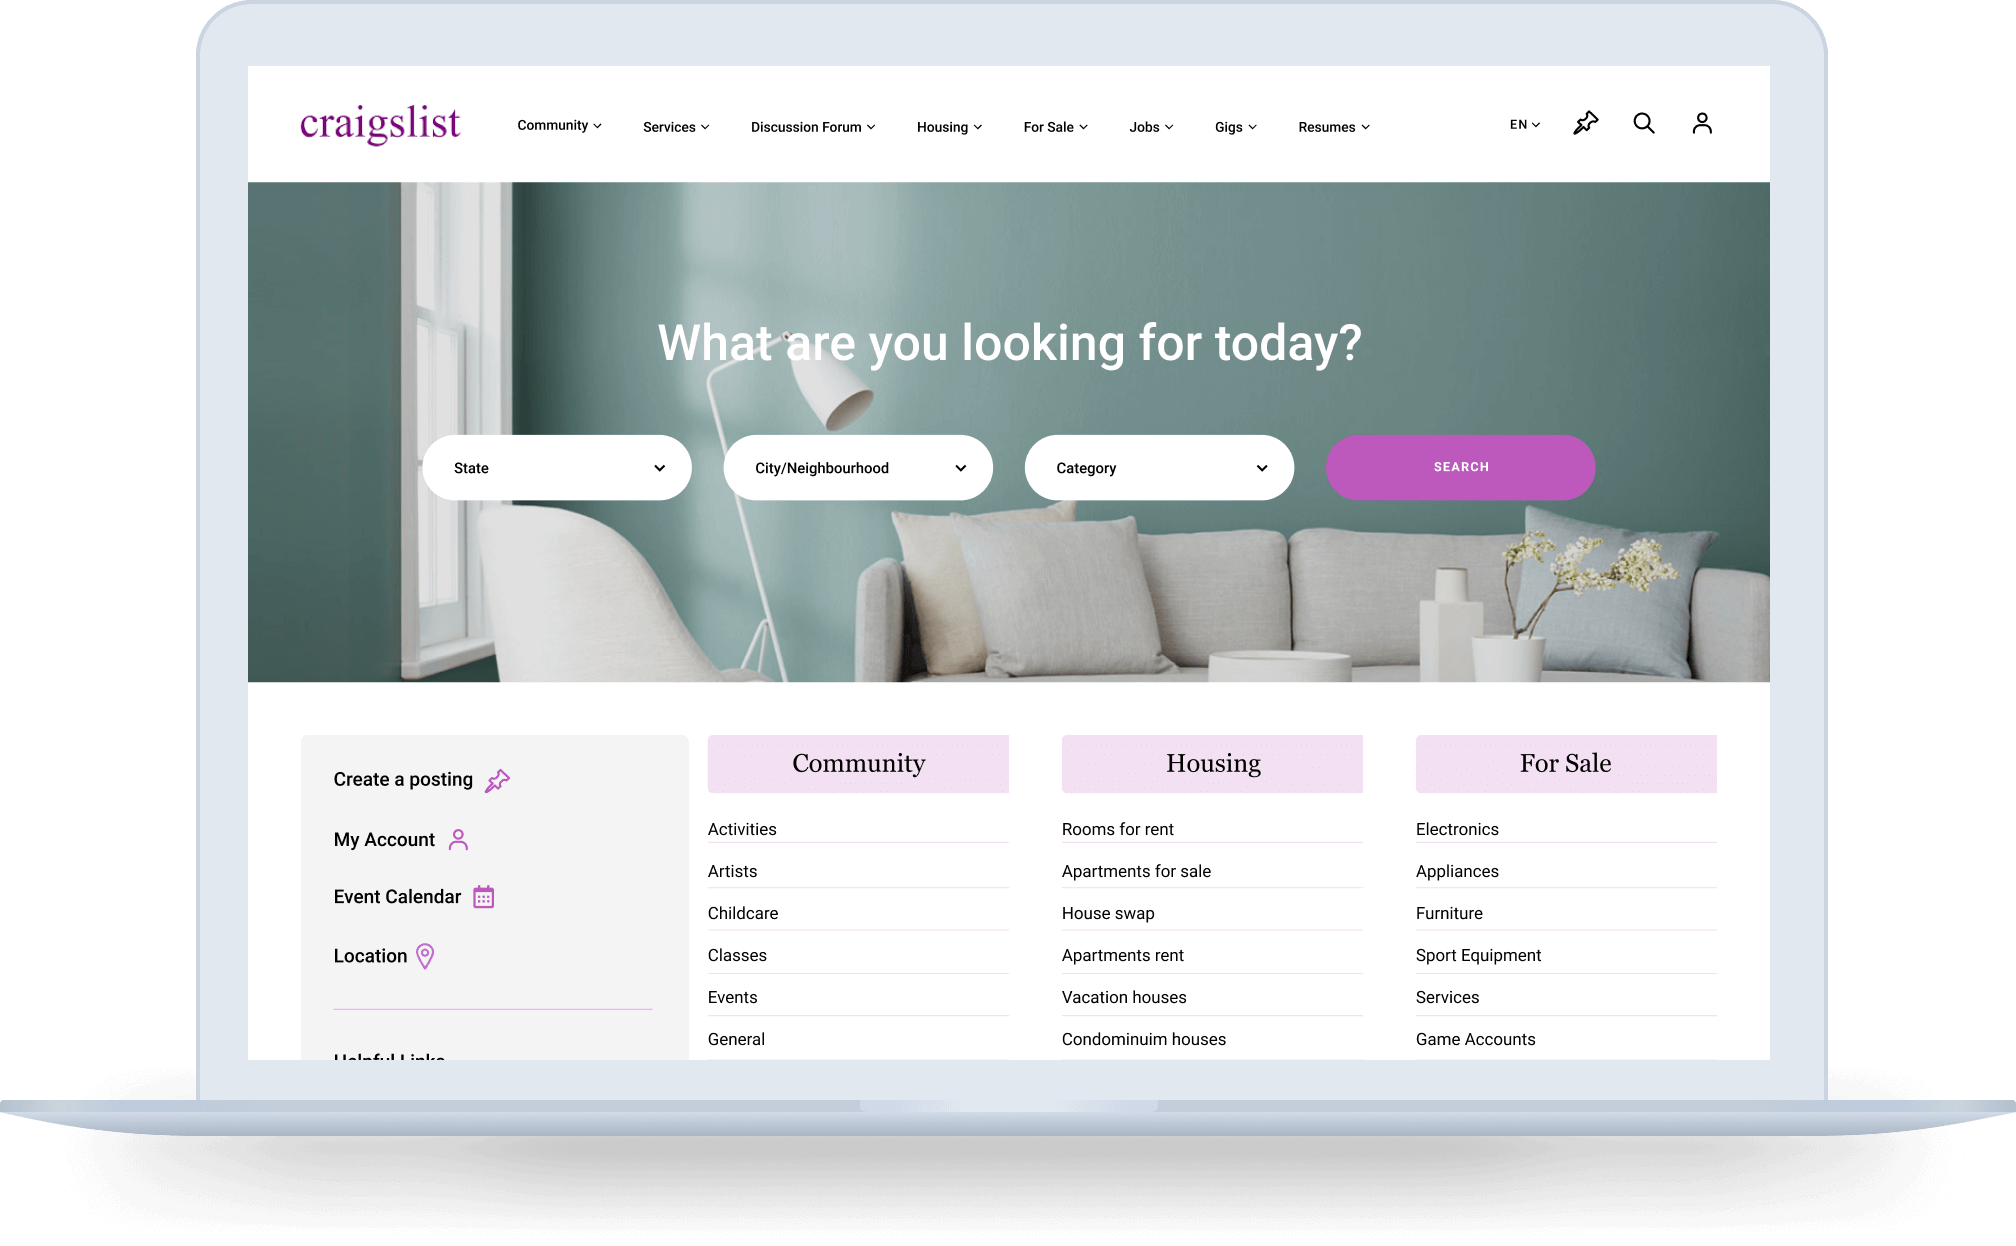 craigslist Community Services Discussion Forum Housing For Sale Jobs Gigs Resumes EN
What are you looking for today?
State City/Neighbourhood Category SEARCH
Create a posting
My Account
Event Calendar
Location
Helpful Links
Community
Activities
Artists
Childcare
Classes
Events
General
Housing
Rooms for rent
Apartments for sale
House swap
Apartments rent
Vacation houses
Condominuim houses
For Sale
Electronics
Appliances
Furniture
Sport Equipment
Services
Game Accounts